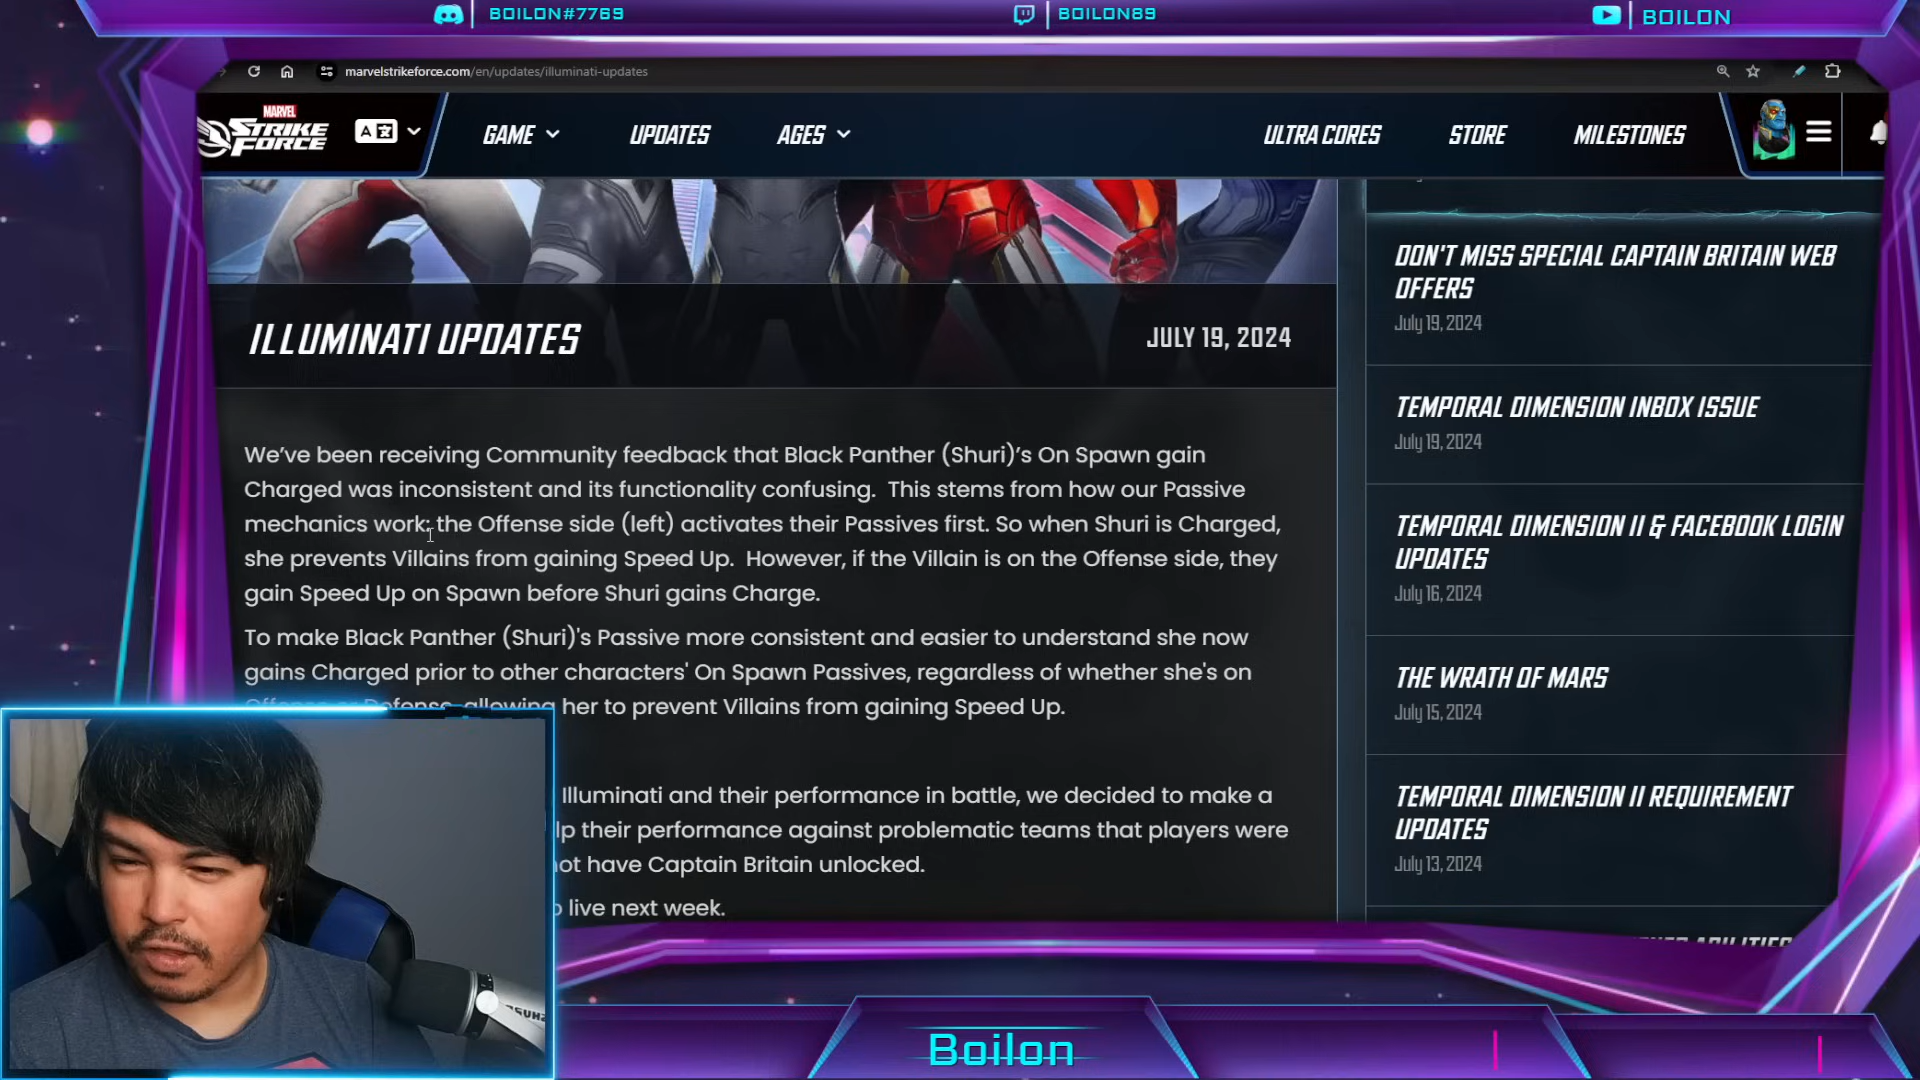 BOILON#7769
BOILON89
BOILON
marvelstrikeforce.com/en/updates/illuminati-updates
MARVEL
STRIKE
FORCE
GAME
UPDATES
AGES
ULTRA CORES
STORE
MILESTONES
ILLUMINATI UPDATES
JULY 19, 2024
We’ve been receiving Community feedback that Black Panther (Shuri)’s On Spawn gain
Charged was inconsistent and its functionality confusing.  This stems from how our Passive
mechanics work: the Offense side (left) activates their Passives first. So when Shuri is Charged,
she prevents Villains from gaining Speed Up.  However, if the Villain is on the Offense side, they
gain Speed Up on Spawn before Shuri gains Charge.
To make Black Panther (Shuri)'s Passive more consistent and easier to understand she now
gains Charged prior to other characters' On Spawn Passives, regardless of whether she's on
Offense or Defense, allowing her to prevent Villains from gaining Speed Up.
Illuminati and their performance in battle, we decided to make a
their performance against problematic teams that players were
have Captain Britain unlocked.
live next week.
DON'T MISS SPECIAL CAPTAIN BRITAIN WEB
OFFERS
July 19, 2024
TEMPORAL DIMENSION INBOX ISSUE
July 19, 2024
TEMPORAL DIMENSION II & FACEBOOK LOGIN
UPDATES
July 16, 2024
THE WRATH OF MARS
July 15, 2024
TEMPORAL DIMENSION II REQUIREMENT
UPDATES
July 13, 2024
Boilon